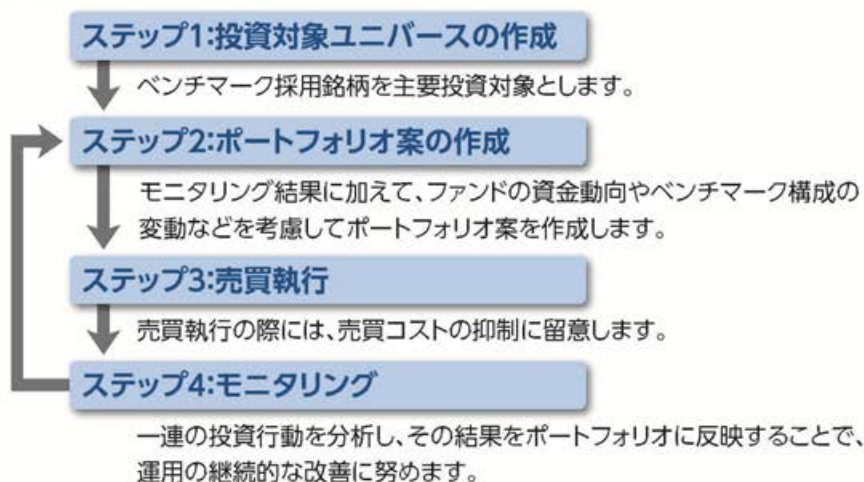 ステップ1:投資対象ユニバースの作成
ベンチマーク採用銘柄を主要投資対象とします。
ステップ2:ポートフォリオ案の作成
モニタリング結果に加えて、ファンドの資金動向やベンチマーク構成の
変動などを考慮してポートフォリオ案を作成します。
ステップ3:売買執行
売買執行の際には、売買コストの抑制に留意します。
ステップ4:モニタリング
一連の投資行動を分析し、その結果をポートフォリオに反映することで、
運用の継続的な改善に努めます。